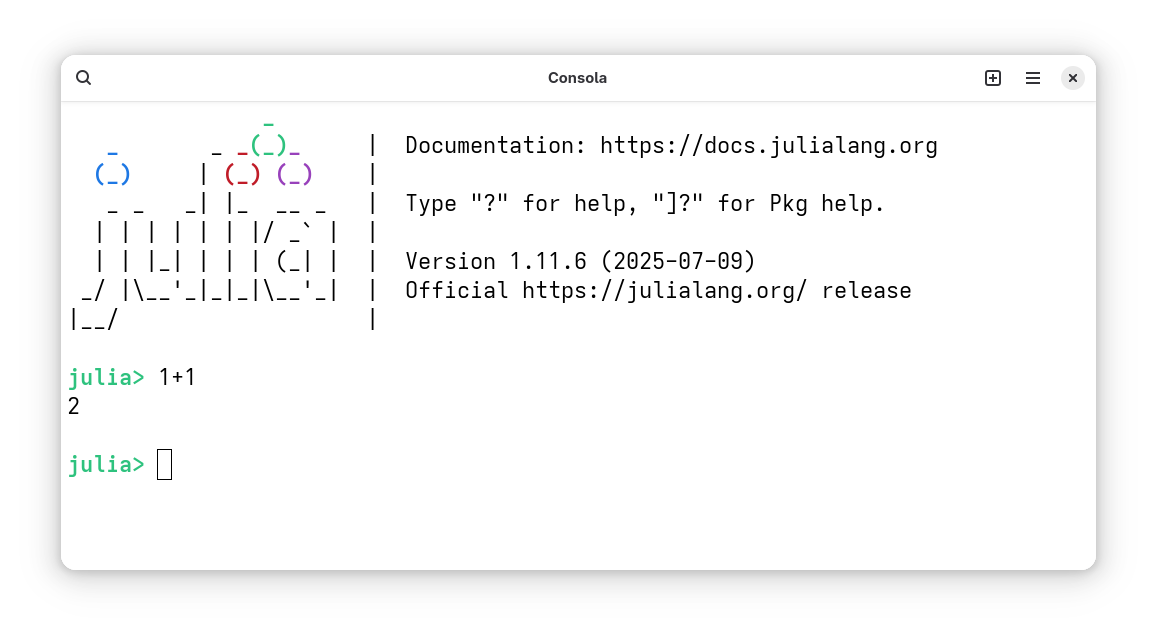 Consola
               _
   _       _ _(_)_     |  Documentation: https://docs.julialang.org
  (_)     | (_) (_)    |
   _ _   _| |_  __ _   |  Type "?" for help, "]?" for Pkg help.
  | | | | | | |/ _` |  |
  | | |_| | | | (_| |  |  Version 1.11.6 (2025-07-09)
 _/ |\__'_|_|_|\__'_|  |  Official https://julialang.org/ release
|__/                   |
julia> 1+1
2
julia>